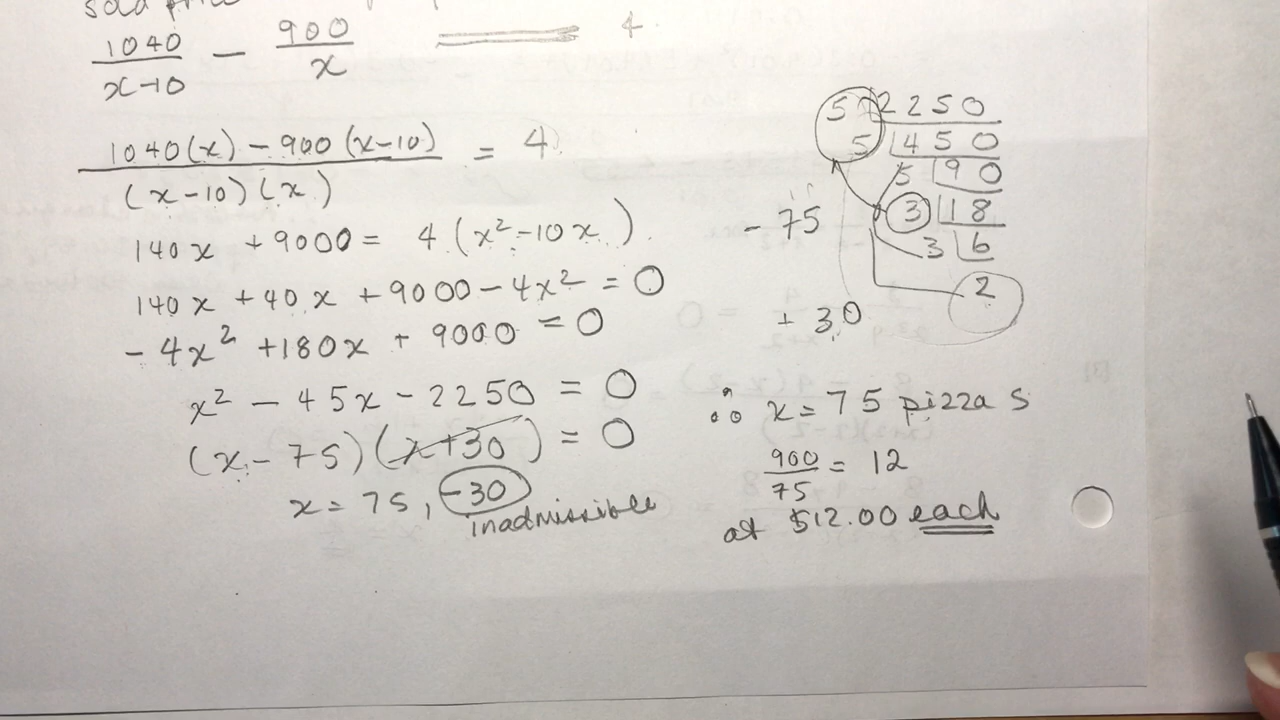 sold price
1040/(x-10) - 900/x = 4
(1040(x) - 900(x-10))/((x-10)(x)) = 4
140x + 9000 = 4(x²-10x)
140x + 40x + 9000 - 4x² = 0
- 4x² + 180x + 9000 = 0
x² - 45x - 2250 = 0
(x - 75)(x+30) = 0
x = 75, -30
inadmissible
5 2250
5 450
5 90
3 18
3 6
2
- 75
+ 30
∴ x = 75 pizzas
900/75 = 12
at $12.00 each